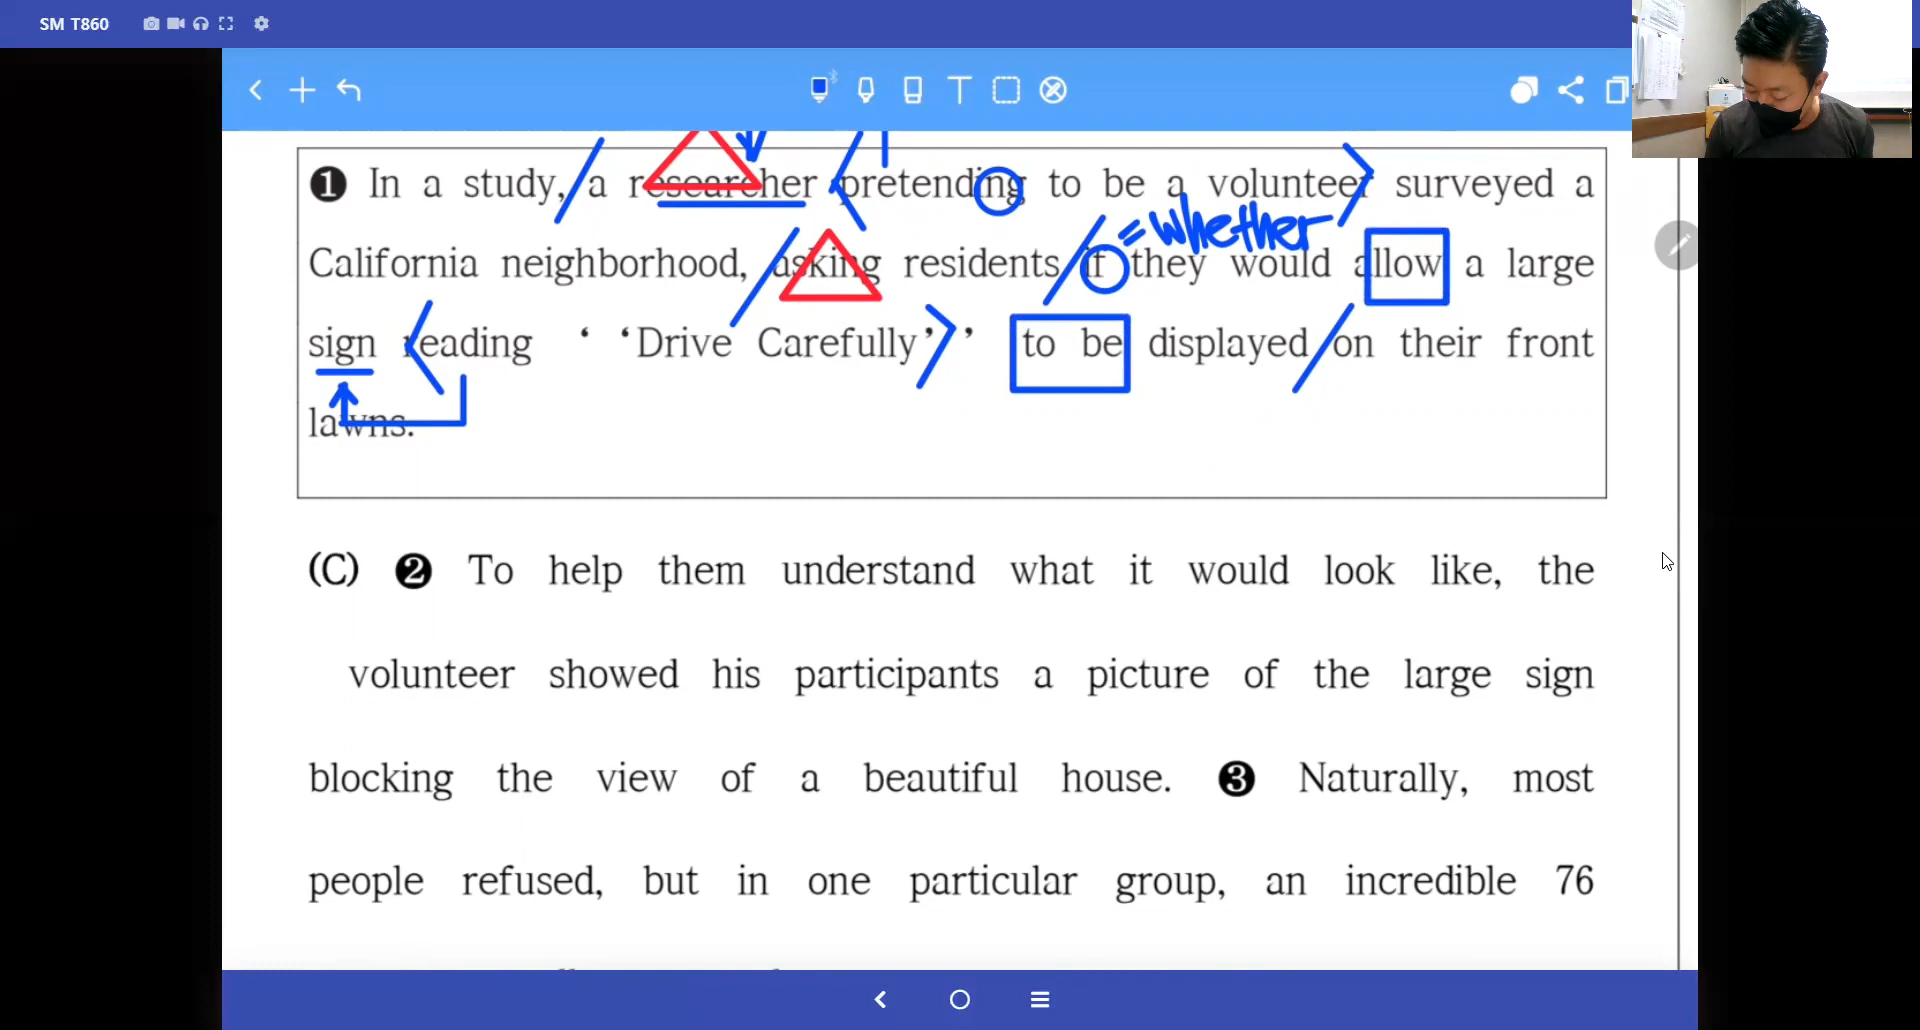 SM T860
❶ In a study, a researcher pretending to be a volunteer surveyed a
= whether
California neighborhood, asking residents if they would allow a large
sign reading ‘ ‘Drive Carefully’ ’ to be displayed on their front
lawns.
(C) ❷ To help them understand what it would look like, the
volunteer showed his participants a picture of the large sign
blocking the view of a beautiful house. ❸ Naturally, most
people refused, but in one particular group, an incredible 76